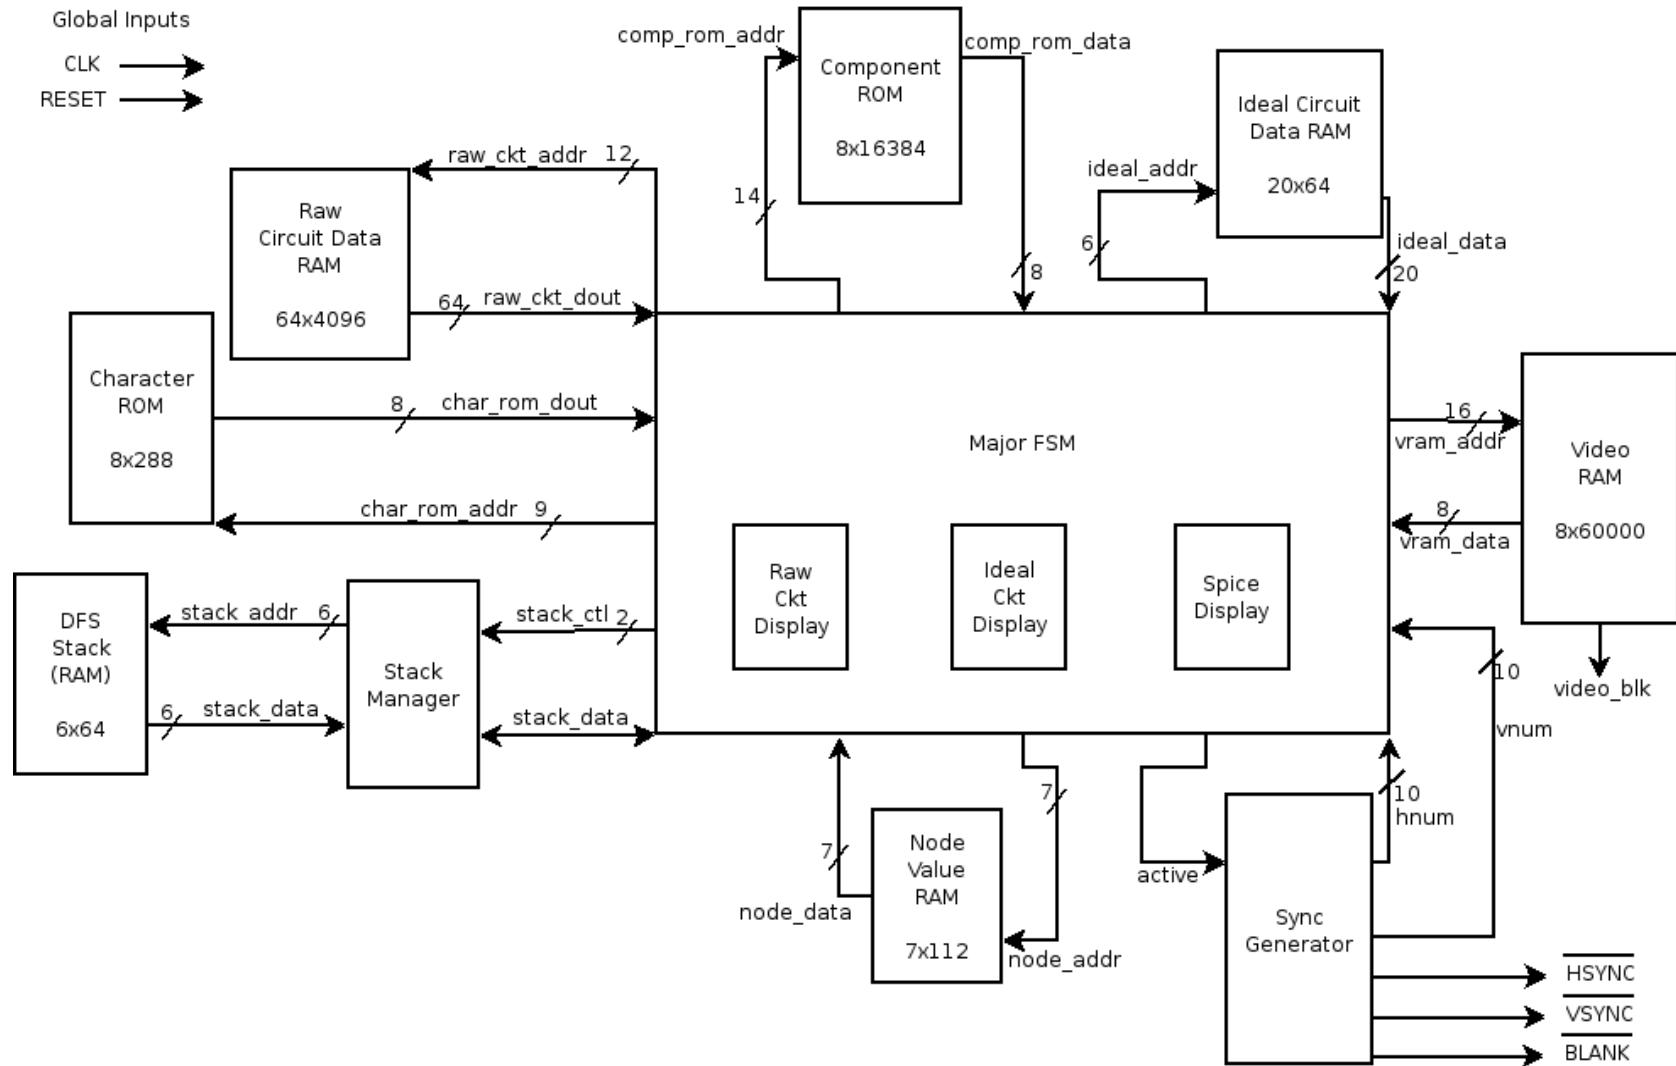 Global Inputs
CLK
RESET
comp_rom_addr
Component
ROM
8x16384
comp_rom_data
14
8
Ideal Circuit
Data RAM
20x64
ideal_addr
6
ideal_data
20
raw_ckt_addr
12
Raw
Circuit Data
RAM
64x4096
64
raw_ckt_dout
Character
ROM
8x288
8
char_rom_dout
char_rom_addr
9
Major FSM
Raw
Ckt
Display
Ideal
Ckt
Display
Spice
Display
16
vram_addr
8
vram_data
Video
RAM
8x60000
video_blk
DFS
Stack
(RAM)
6x64
stack_addr
6
6
stack_data
Stack
Manager
stack_ctl
2
stack_data
7
node_data
Node
Value
RAM
7x112
7
node_addr
active
Sync
Generator
10
hnum
10
vnum
HSYNC
VSYNC
BLANK